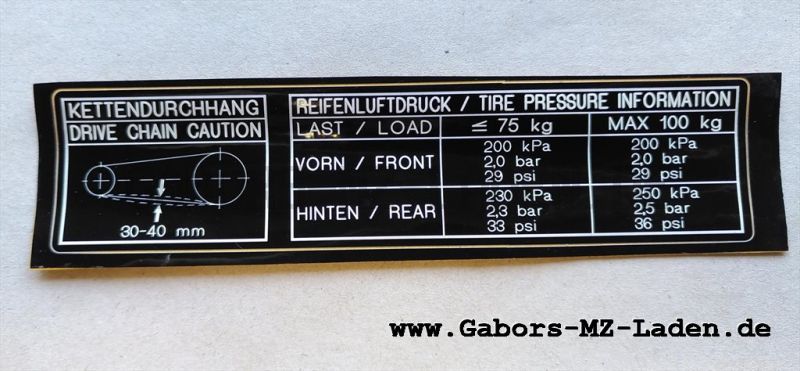 KETTENDURCHHANG
DRIVE CHAIN CAUTION
30-40 mm
REIFENLUFTDRUCK / TIRE PRESSURE INFORMATION
LAST / LOAD ≤ 75 kg MAX 100 kg
VORN / FRONT
200 kPa
2,0 bar
29 psi
200 kPa
2,0 bar
29 psi
HINTEN / REAR
230 kPa
2,3 bar
33 psi
250 kPa
2,5 bar
36 psi
www.Gabors-MZ-Laden.de